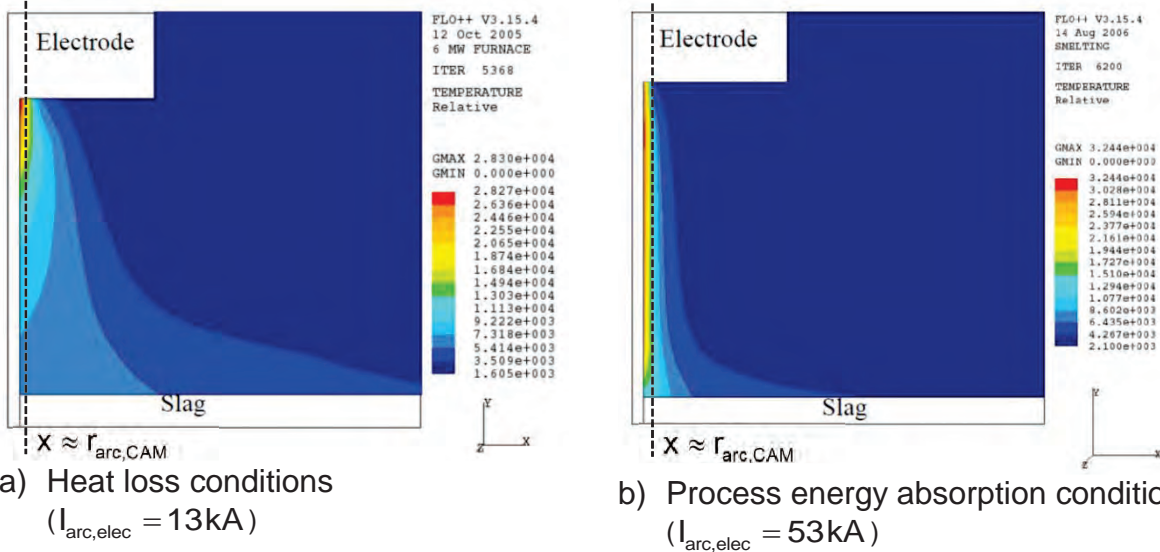 Electrode
FLO++ V3.15.4
12 Oct 2005
6 MW FURNACE
ITER 5368
TEMPERATURE
Relative
GMAX 2.830e+004
GMIN 0.000e+000
2.827e+004
2.636e+004
2.446e+004
2.255e+004
2.065e+004
1.874e+004
1.684e+004
1.494e+004
1.303e+004
1.113e+004
9.222e+003
7.318e+003
5.414e+003
3.509e+003
1.605e+003
Slag
Y
Z X
x ≈ r_arc,CAM
a) Heat loss conditions
(I_arc,elec = 13kA)
Electrode
FLO++ V3.15.4
14 Aug 2006
SMELTING
ITER 6200
TEMPERATURE
Relative
GMAX 3.244e+004
GMIN 0.000e+000
3.244e+004
3.028e+004
2.811e+004
2.594e+004
2.377e+004
2.161e+004
1.944e+004
1.727e+004
1.510e+004
1.294e+004
1.077e+004
8.602e+003
6.435e+003
4.267e+003
2.100e+003
Slag
Y
Z X
x ≈ r_arc,CAM
b) Process energy absorption conditio
(I_arc,elec = 53kA)